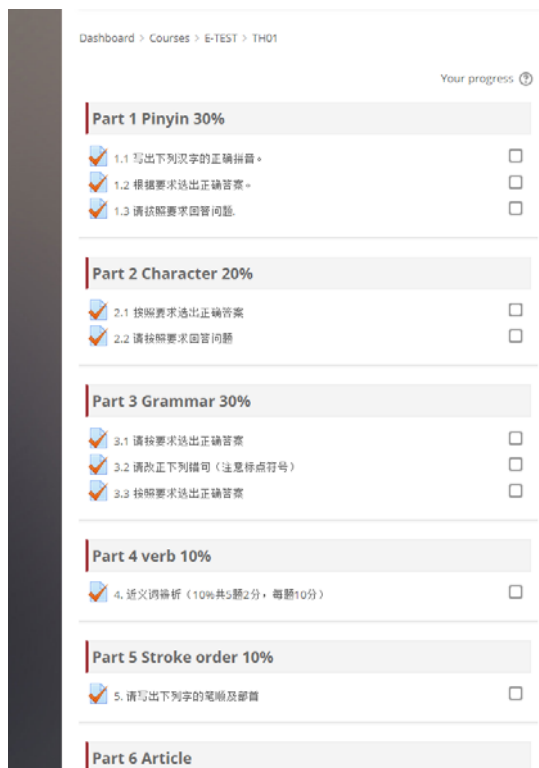 Dashboard > Courses > E-TEST > TH01
Your progress
Part 1 Pinyin 30%
1.1 写出下列汉字的正确拼音。
1.2 根据要求选出正确答案。
1.3 请按照要求回答问题.
Part 2 Character 20%
2.1 按照要求选出正确答案
2.2 请按照要求回答问题
Part 3 Grammar 30%
3.1 请按要求选出正确答案
3.2 请改正下列错句（注意标点符号）
3.3 按照要求选出正确答案
Part 4 verb 10%
4. 近义词辨析（10%共5题2分，每题10分）
Part 5 Stroke order 10%
5. 请写出下列字的笔顺及部首
Part 6 Article